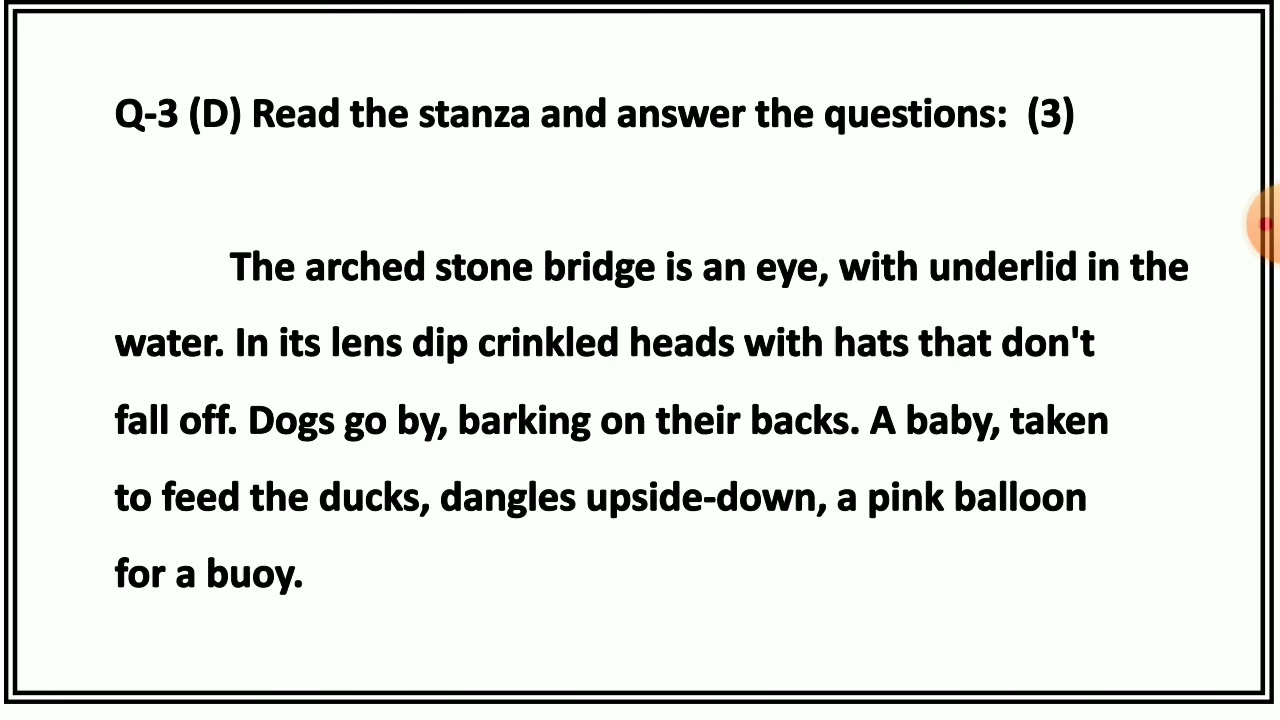 Q-3 (D) Read the stanza and answer the questions: (3)
The arched stone bridge is an eye, with underlid in the
water. In its lens dip crinkled heads with hats that don't
fall off. Dogs go by, barking on their backs. A baby, taken
to feed the ducks, dangles upside-down, a pink balloon
for a buoy.